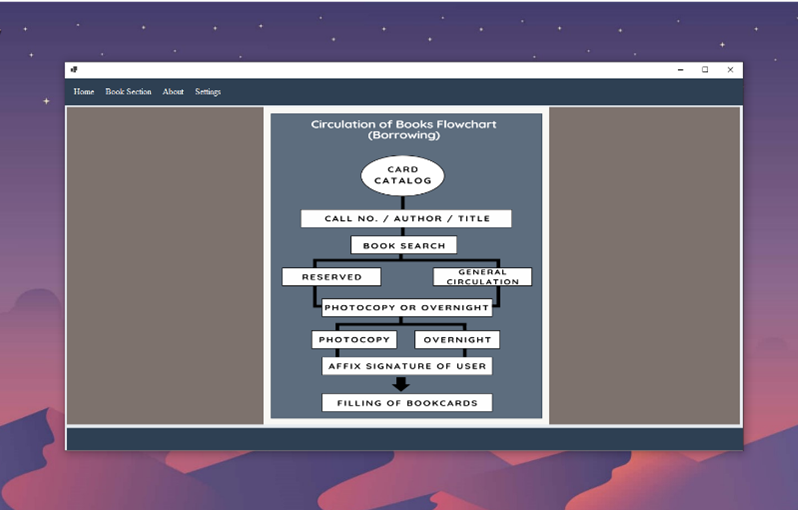 Home Book Section About Settings
Circulation of Books Flowchart
(Borrowing)
CARD
CATALOG
CALL NO. / AUTHOR / TITLE
BOOK SEARCH
RESERVED
GENERAL
CIRCULATION
PHOTOCOPY OR OVERNIGHT
PHOTOCOPY
OVERNIGHT
AFFIX SIGNATURE OF USER
FILLING OF BOOKCARDS